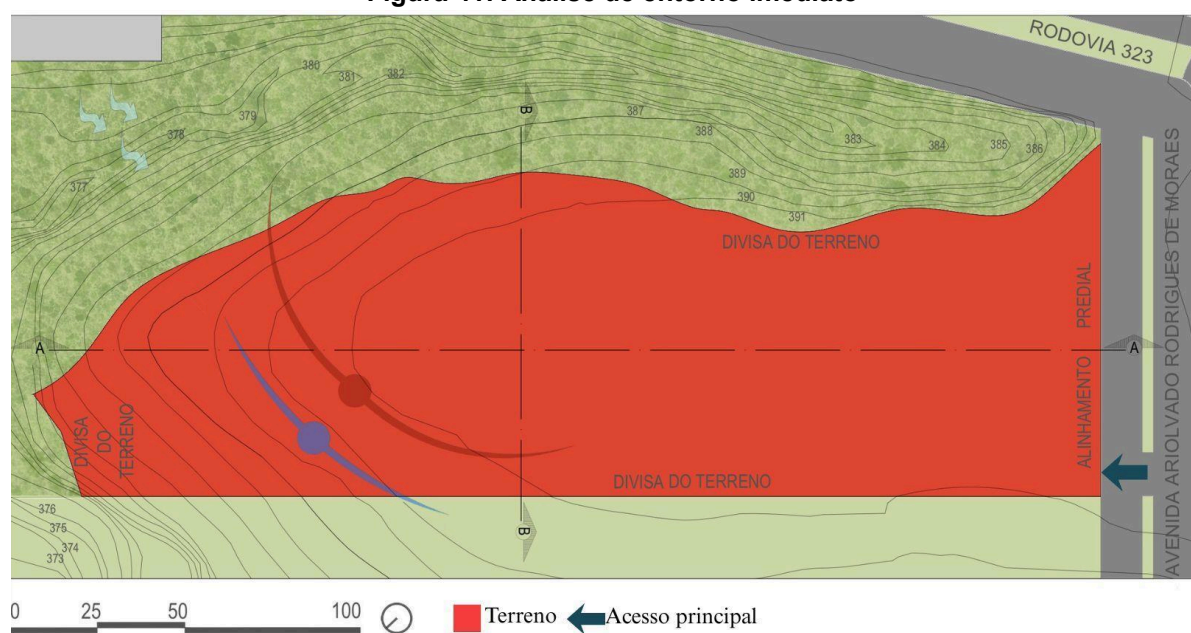 Figura 11: Análise do entorno imediato
RODOVIA 323
380
381
382
379
378
377
387
388
383
384
385
386
389
390
391
B
DIVISA DO TERRENO
AVENIDA ARIOLVADO RODRIGUES DE MORAES
ALINHAMENTO PREDIAL
A
A
DIVISA
DO
TERRENO
DIVISA DO TERRENO
B
376
375
374
373
0 25 50 100
Terreno Acesso principal